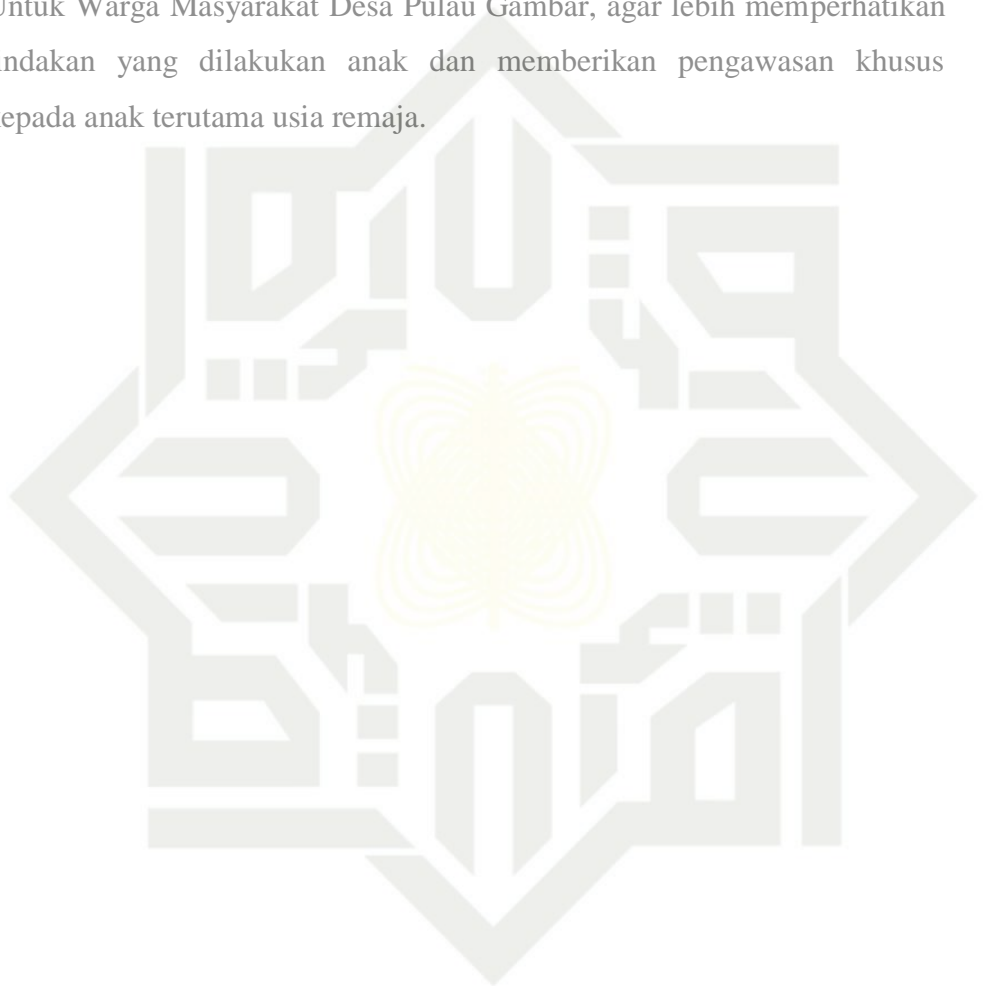 Untuk Warga Masyarakat Desa Pulau Gambar, agar lebih memperhatikan
indakan yang dilakukan anak dan memberikan pengawasan khusus
epada anak terutama usia remaja.